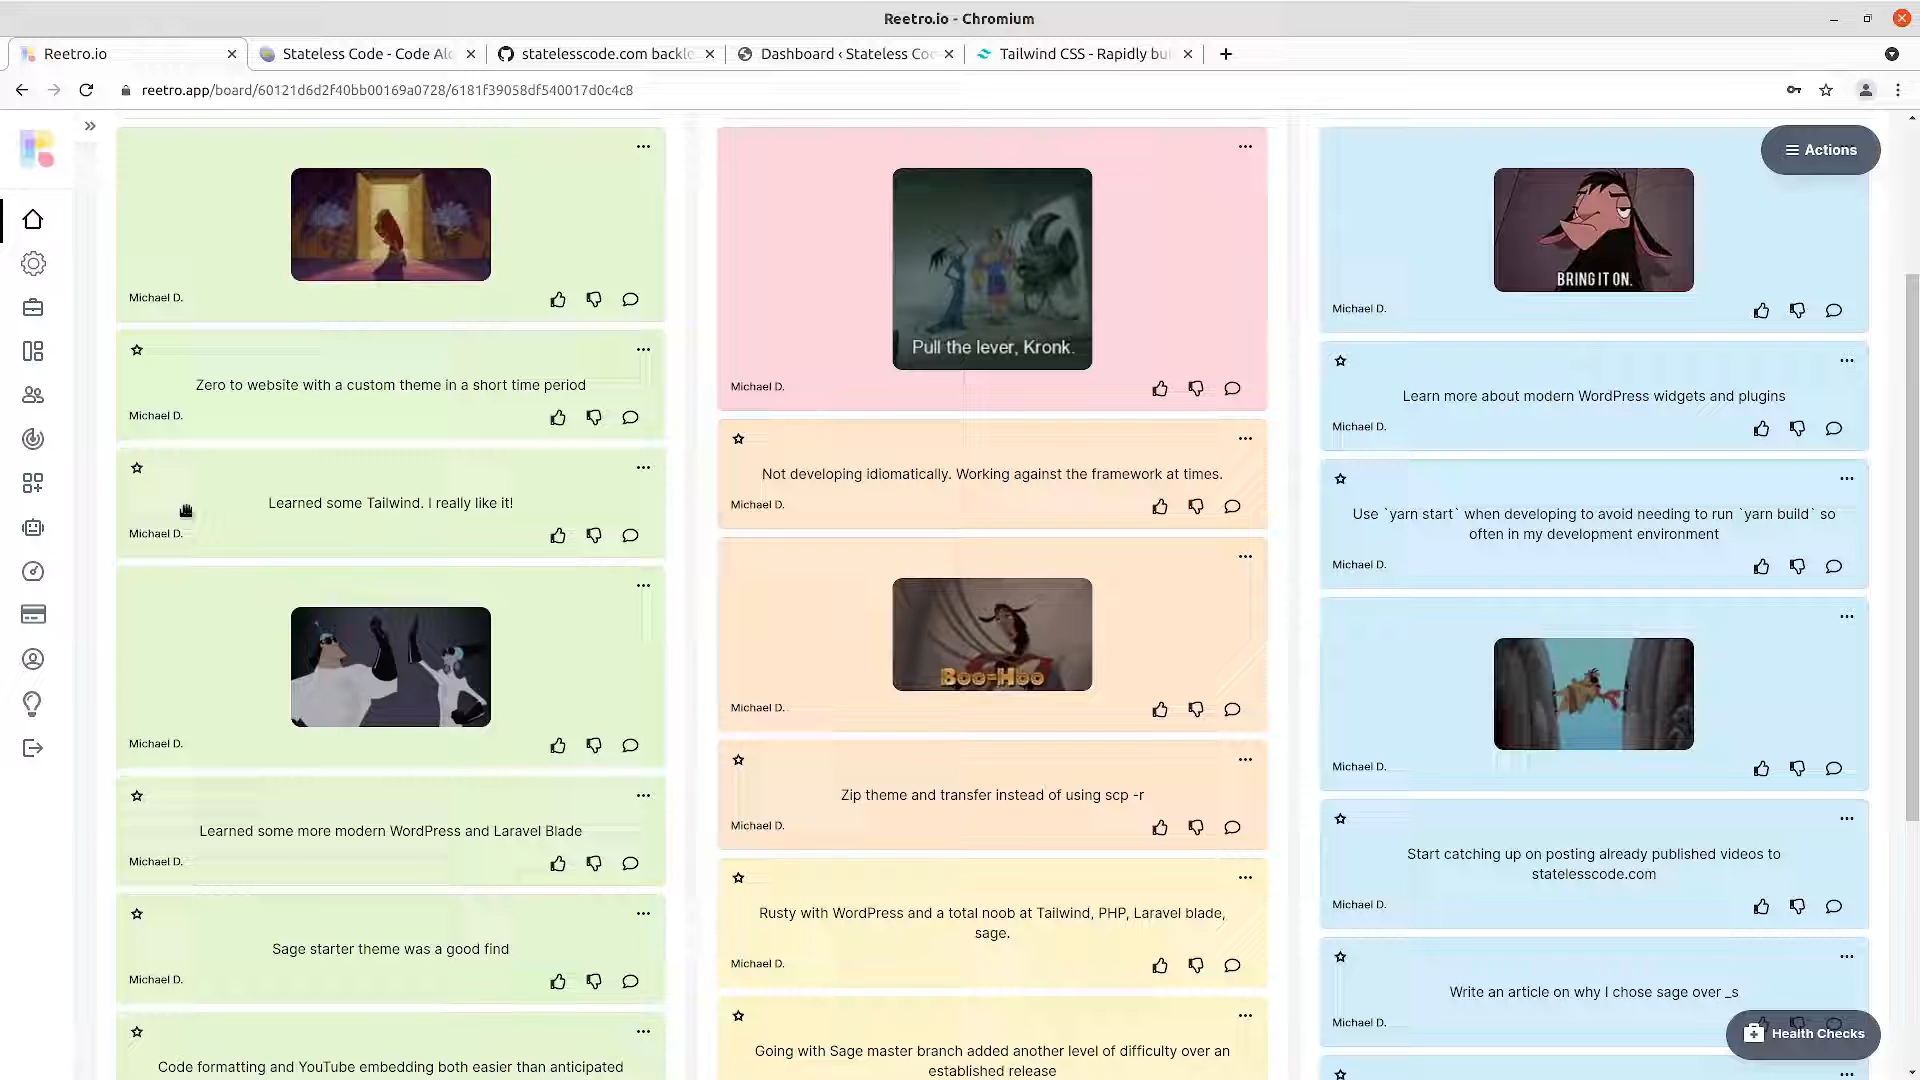 Reetro.io - Chromium
Reetro.io
Stateless Code - Code Alo
statelesscode.com backlo
Dashboard ‹ Stateless Co
Tailwind CSS - Rapidly bui
reetro.app/board/60121d6d2f40bb00169a0728/6181f39058df540017d0c4c8
Actions
Michael D.
Zero to website with a custom theme in a short time period
Michael D.
Learned some Tailwind. I really like it!
Michael D.
Michael D.
Learned some more modern WordPress and Laravel Blade
Michael D.
Sage starter theme was a good find
Michael D.
Code formatting and YouTube embedding both easier than anticipated
Pull the lever, Kronk.
Michael D.
Not developing idiomatically. Working against the framework at times.
Michael D.
Boo-Hoo
Michael D.
Zip theme and transfer instead of using scp -r
Michael D.
Rusty with WordPress and a total noob at Tailwind, PHP, Laravel blade,
sage.
Michael D.
Going with Sage master branch added another level of difficulty over an
established release
BRING IT ON.
Michael D.
Learn more about modern WordPress widgets and plugins
Michael D.
Use `yarn start` when developing to avoid needing to run `yarn build` so
often in my development environment
Michael D.
Michael D.
Start catching up on posting already published videos to
statelesscode.com
Michael D.
Write an article on why I chose sage over _s
Michael D.
Health Checks